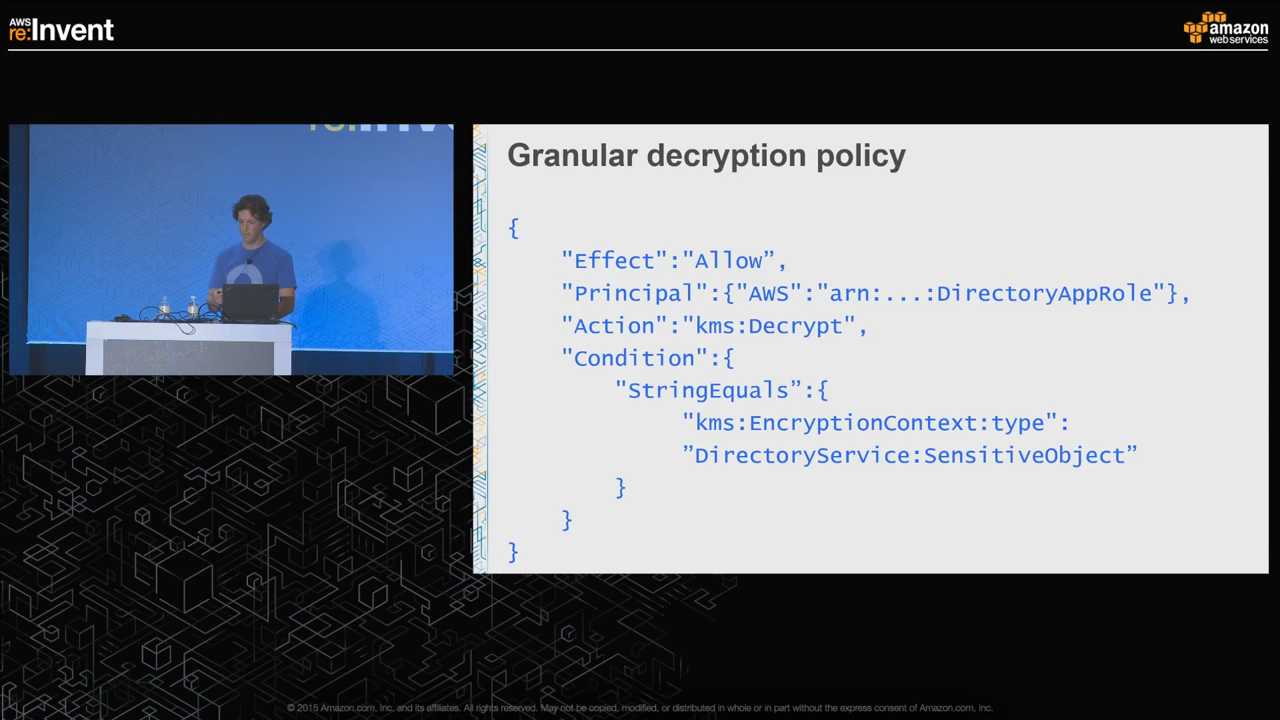 AWS
re:Invent
amazon
web services
Granular decryption policy
{
"Effect":"Allow”,
"Principal":{"AWS":"arn:...:DirectoryAppRole"},
"Action":"kms:Decrypt",
"Condition":{
"StringEquals”:{
"kms:EncryptionContext:type":
”DirectoryService:SensitiveObject”
}
}
}
© 2015 Amazon.com, Inc. and its affiliates. All rights reserved. May not be copied, modified, or distributed in whole or in part without the express consent of Amazon.com, Inc.